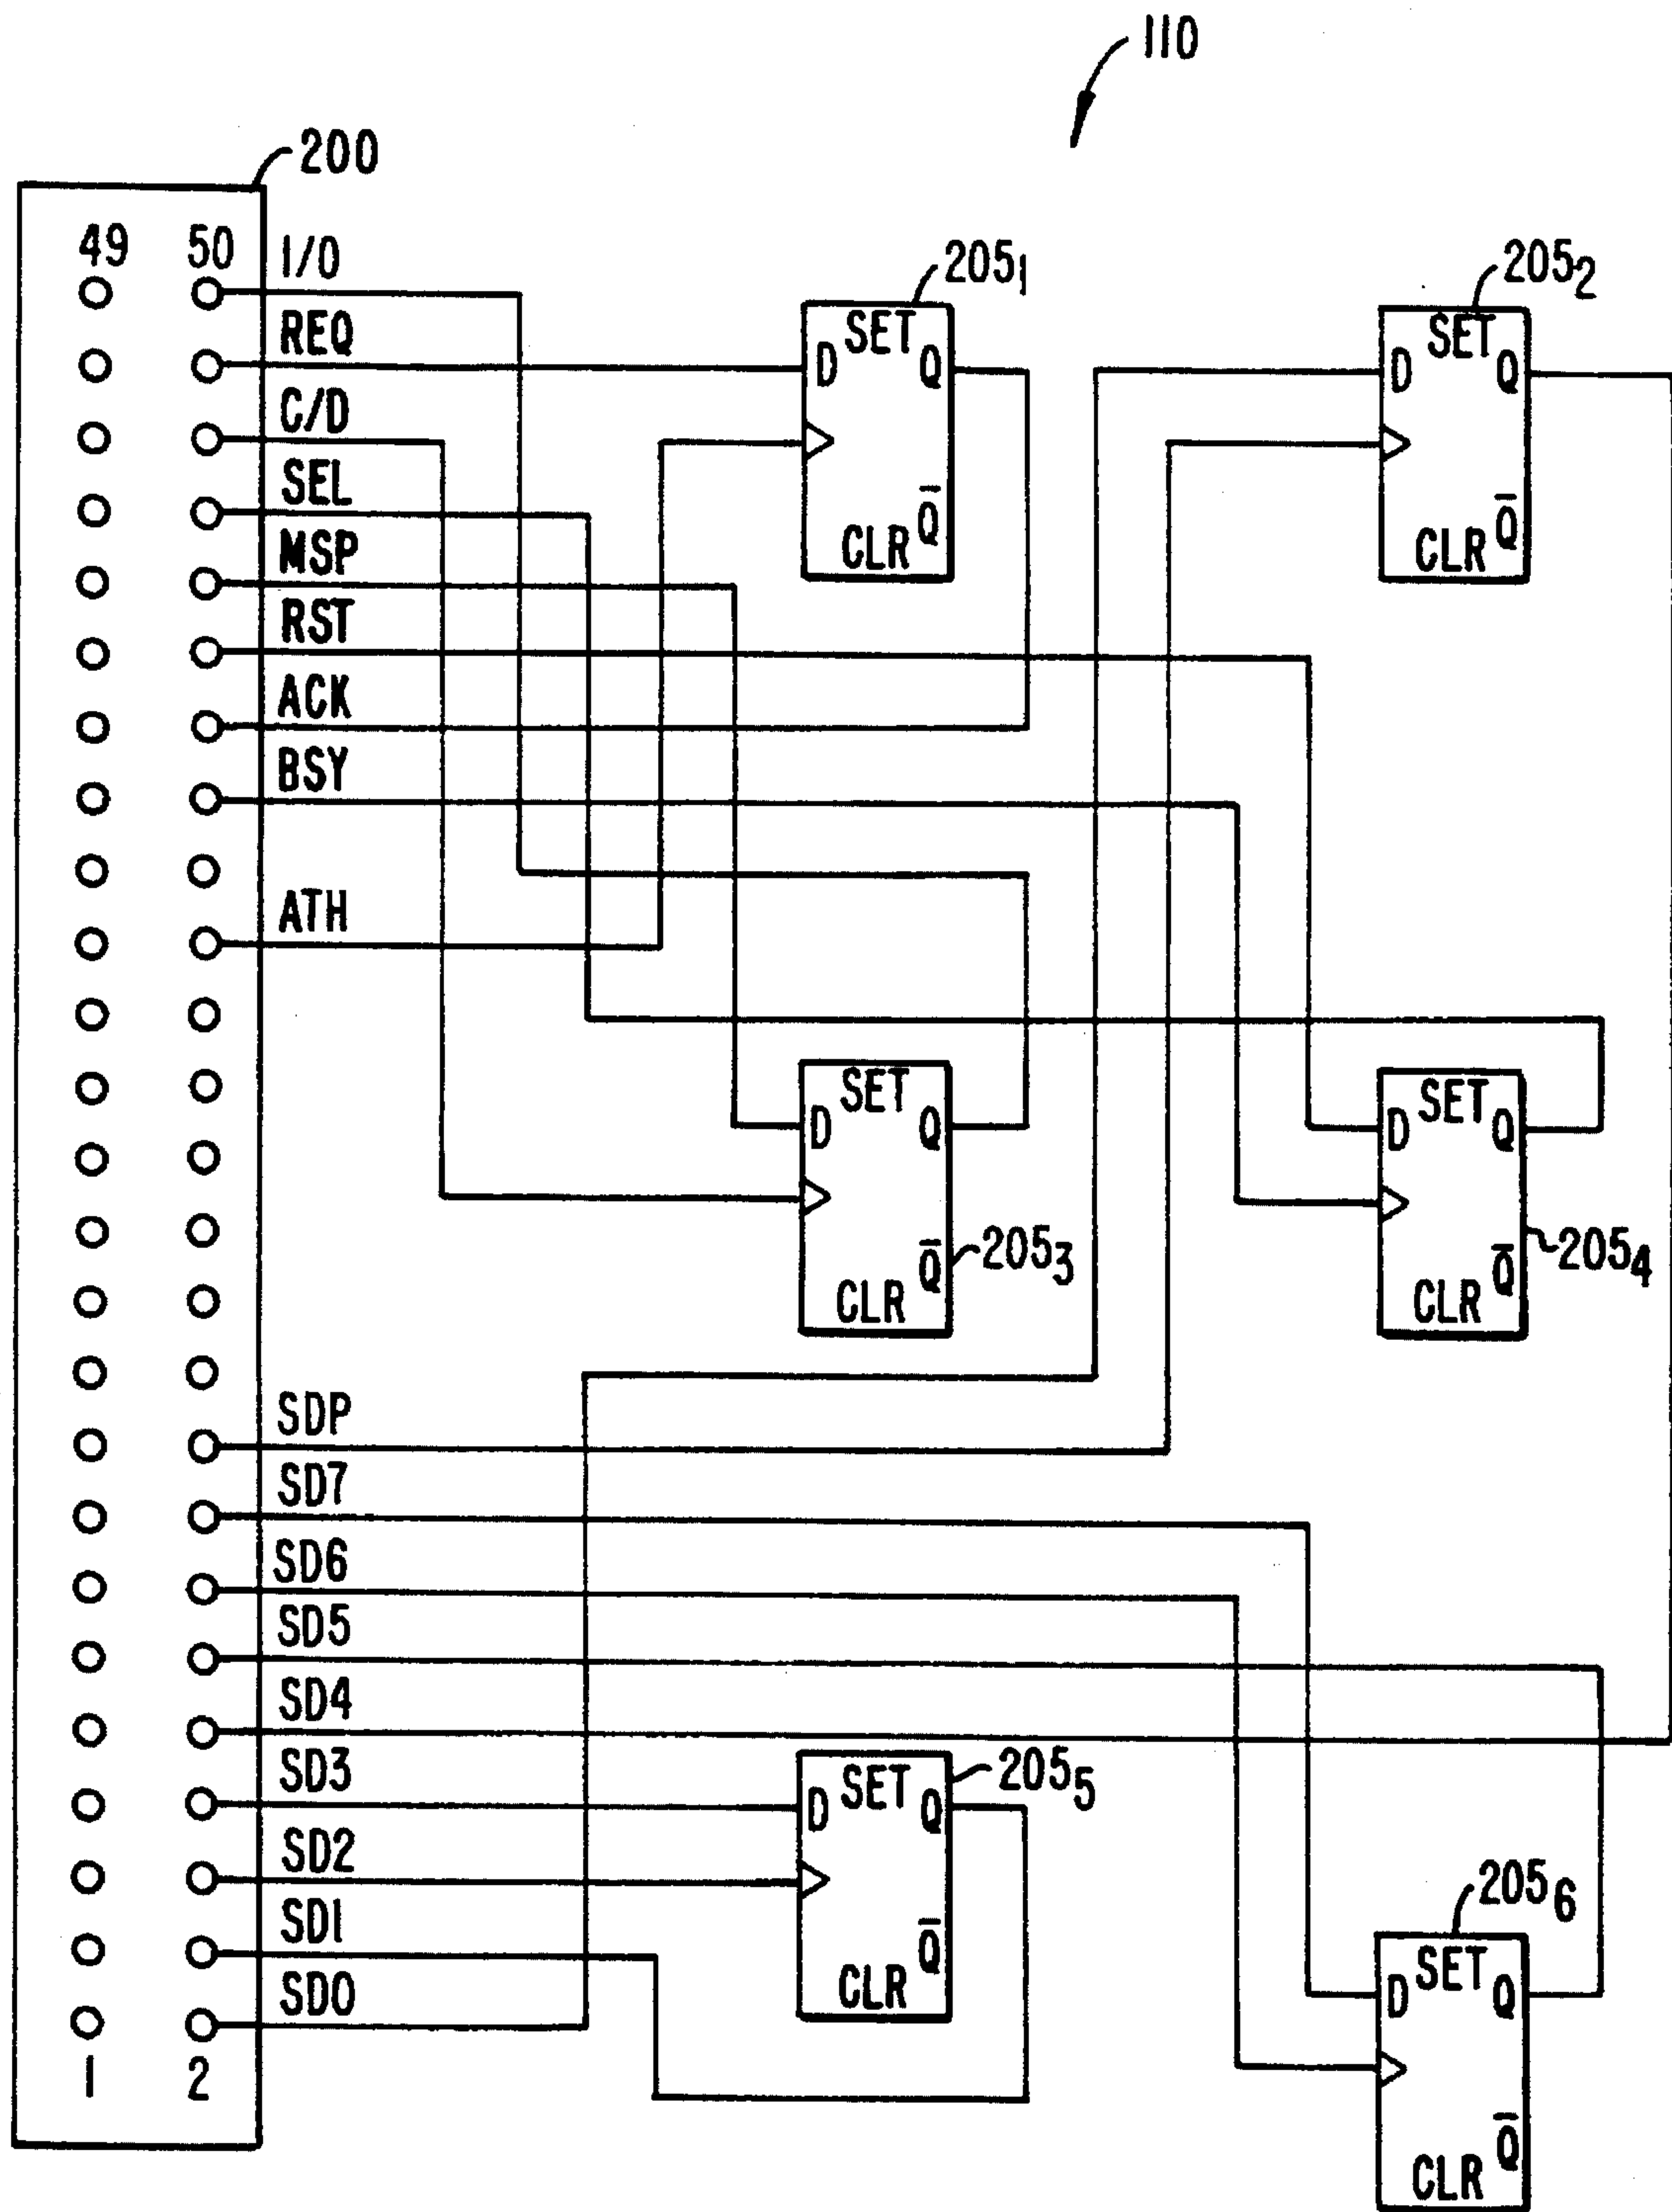 110
200
49 50
I/O
REQ
C/D
SEL
MSP
RST
ACK
BSY
ATH
SDP
SD7
SD6
SD5
SD4
SD3
SD2
SD1
SD0
1 2
205₁
SET
D Q
Q̅
CLR
205₂
SET
D Q
Q̅
CLR
SET
D Q
Q̅
CLR
205₃
SET
D Q
Q̅
CLR
205₄
205₅
SET
D Q
Q̅
CLR
205₆
SET
D Q
Q̅
CLR